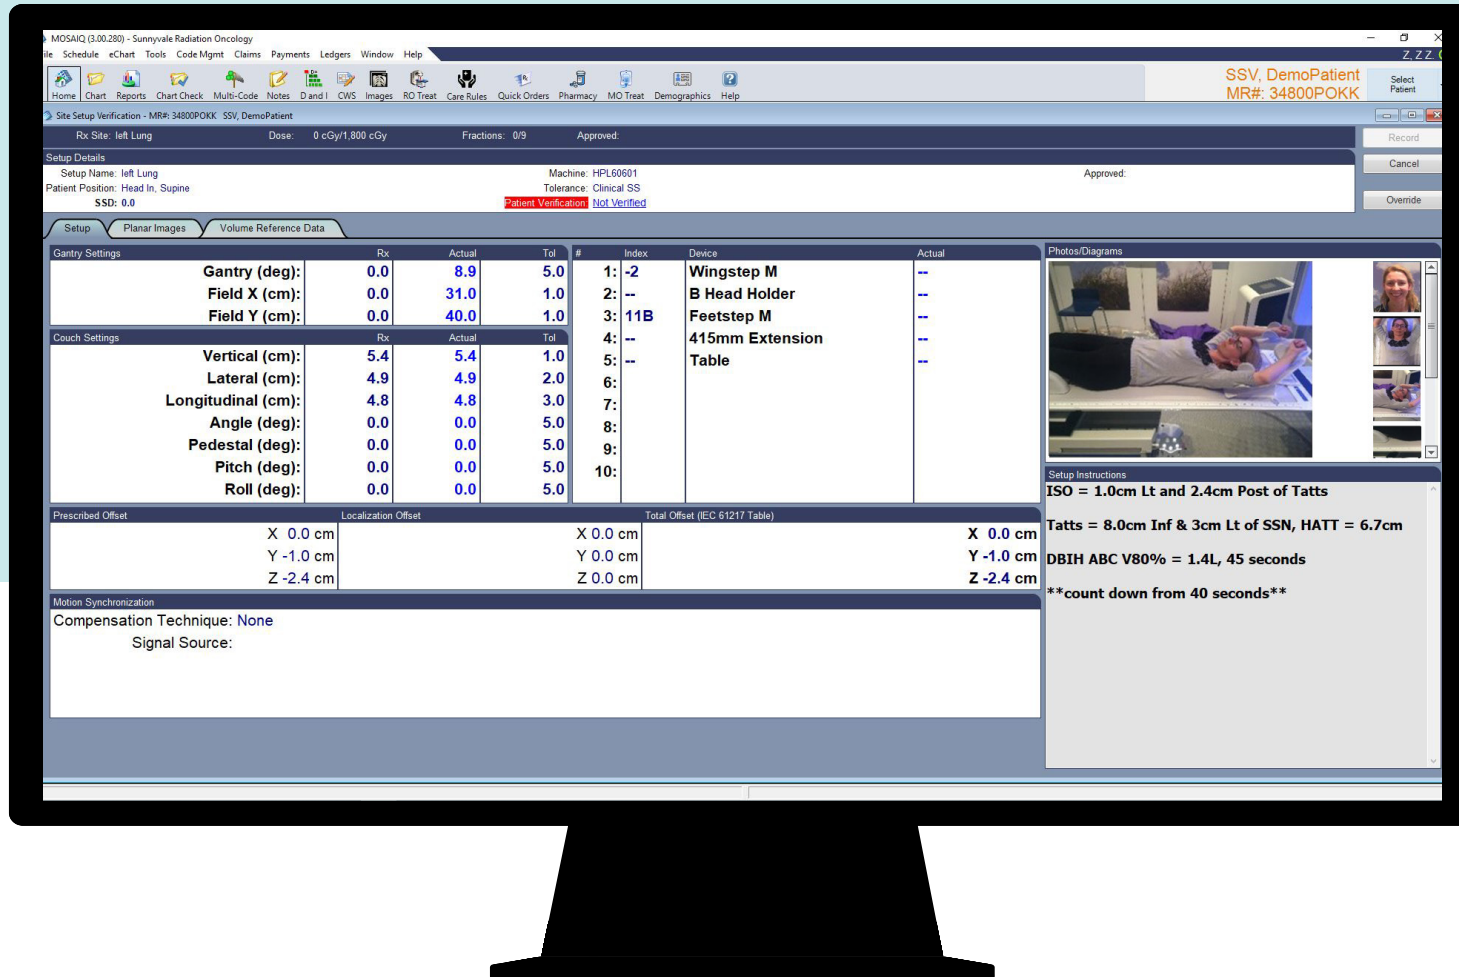 MOSAIQ (3.00.280) - Sunnyvale Radiation Oncology
ile Schedule eChart Tools Code Mgmt Claims Payments Ledgers Window Help
Z, Z Z.
Home Chart Reports Chart Check Multi-Code Notes D and I CWS Images RO Treat Care Rules Quick Orders Pharmacy MO Treat Demographics Help
SSV, DemoPatient
MR#: 34800POKK
Select Patient
Site Setup Verification - MR#: 34800POKK SSV, DemoPatient
Rx Site: left Lung Dose: 0 cGy/1,800 cGy Fractions: 0/9 Approved:
Record
Cancel
Override
Setup Details
Setup Name: left Lung Machine: HPL60601 Approved:
Patient Position: Head In, Supine Tolerance: Clinical SS
SSD: 0.0 Patient Verification: Not Verified
Setup Planar Images Volume Reference Data
Gantry Settings Rx Actual Tol
Gantry (deg): 0.0 8.9 5.0
Field X (cm): 0.0 31.0 1.0
Field Y (cm): 0.0 40.0 1.0
Couch Settings Rx Actual Tol
Vertical (cm): 5.4 5.4 1.0
Lateral (cm): 4.9 4.9 2.0
Longitudinal (cm): 4.8 4.8 3.0
Angle (deg): 0.0 0.0 5.0
Pedestal (deg): 0.0 0.0 5.0
Pitch (deg): 0.0 0.0 5.0
Roll (deg): 0.0 0.0 5.0
# Index Device Actual
1: -2 Wingstep M --
2: -- B Head Holder --
3: 11B Feetstep M --
4: -- 415mm Extension --
5: -- Table --
6:
7:
8:
9:
10:
Photos/Diagrams
Setup Instructions
ISO = 1.0cm Lt and 2.4cm Post of Tatts
Tatts = 8.0cm Inf & 3cm Lt of SSN, HATT = 6.7cm
DBIH ABC V80% = 1.4L, 45 seconds
**count down from 40 seconds**
Prescribed Offset Localization Offset Total Offset (IEC 61217 Table)
X 0.0 cm X 0.0 cm X 0.0 cm
Y -1.0 cm Y 0.0 cm Y -1.0 cm
Z -2.4 cm Z 0.0 cm Z -2.4 cm
Motion Synchronization
Compensation Technique: None
Signal Source: